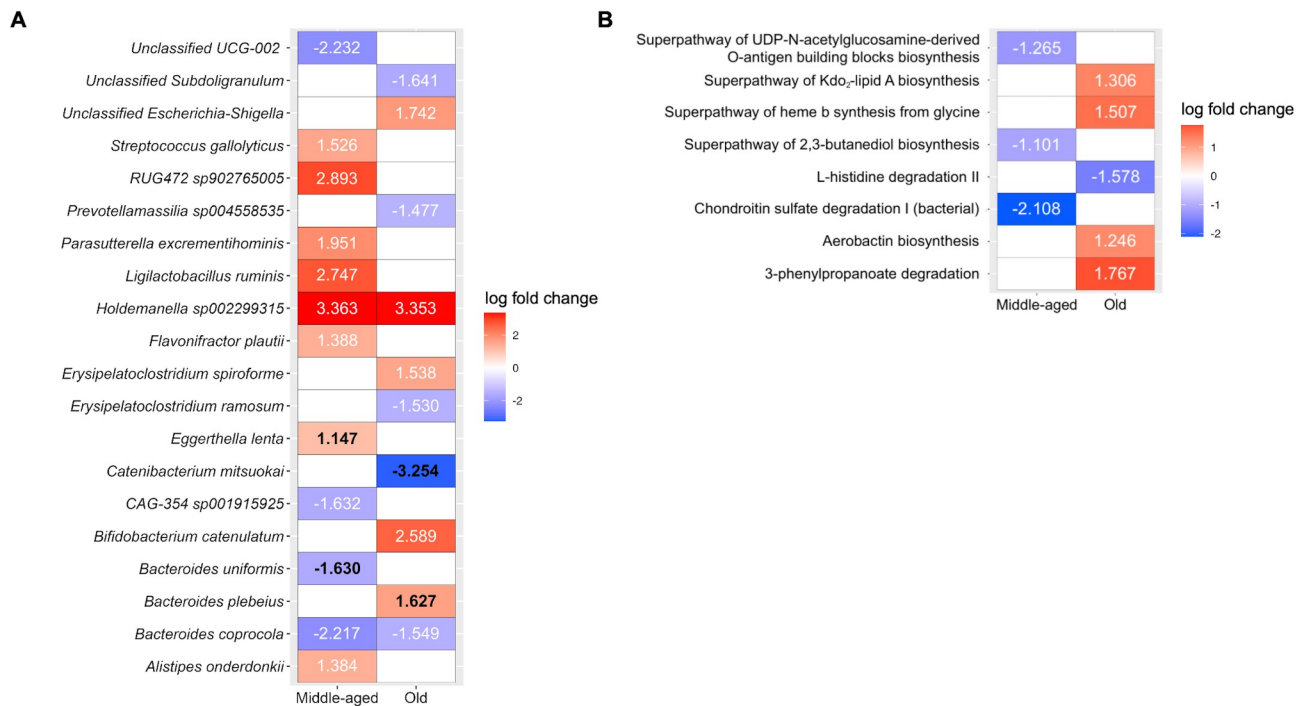 A
Unclassified UCG-002 -2.232
Unclassified Subdoligranulum -1.641
Unclassified Escherichia-Shigella 1.742
Streptococcus gallolyticus 1.526
RUG472 sp902765005 2.893
Prevotellamassilia sp004558535 -1.477
Parasutterella excrementihominis 1.951
Ligilactobacillus ruminis 2.747
Holdemanella sp002299315 3.363 3.353
Flavonifractor plautii 1.388
Erysipelatoclostridium spiroforme 1.538
Erysipelatoclostridium ramosum -1.530
Eggerthella lenta 1.147
Catenibacterium mitsuokai -3.254
CAG-354 sp001915925 -1.632
Bifidobacterium catenulatum 2.589
Bacteroides uniformis -1.630
Bacteroides plebeius 1.627
Bacteroides coprocola -2.217 -1.549
Alistipes onderdonkii 1.384
Middle-aged Old
log fold change
2
0
-2
B
Superpathway of UDP-N-acetylglucosamine-derived
O-antigen building blocks biosynthesis -1.265
Superpathway of Kdo₂-lipid A biosynthesis 1.306
Superpathway of heme b synthesis from glycine 1.507
Superpathway of 2,3-butanediol biosynthesis -1.101
L-histidine degradation II -1.578
Chondroitin sulfate degradation I (bacterial) -2.108
Aerobactin biosynthesis 1.246
3-phenylpropanoate degradation 1.767
Middle-aged Old
log fold change
1
0
-1
-2